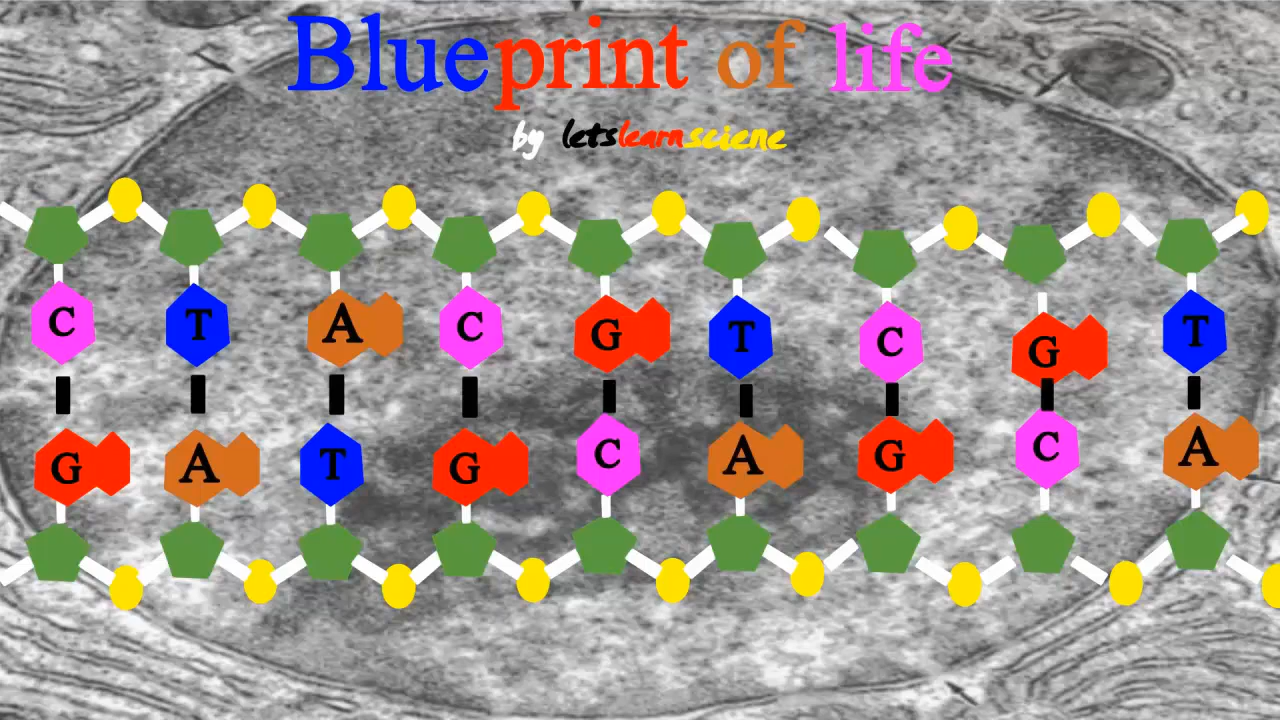 Blueprint of life
by letslearnsciene
C T A C G T C G T
G A T G C A G C A